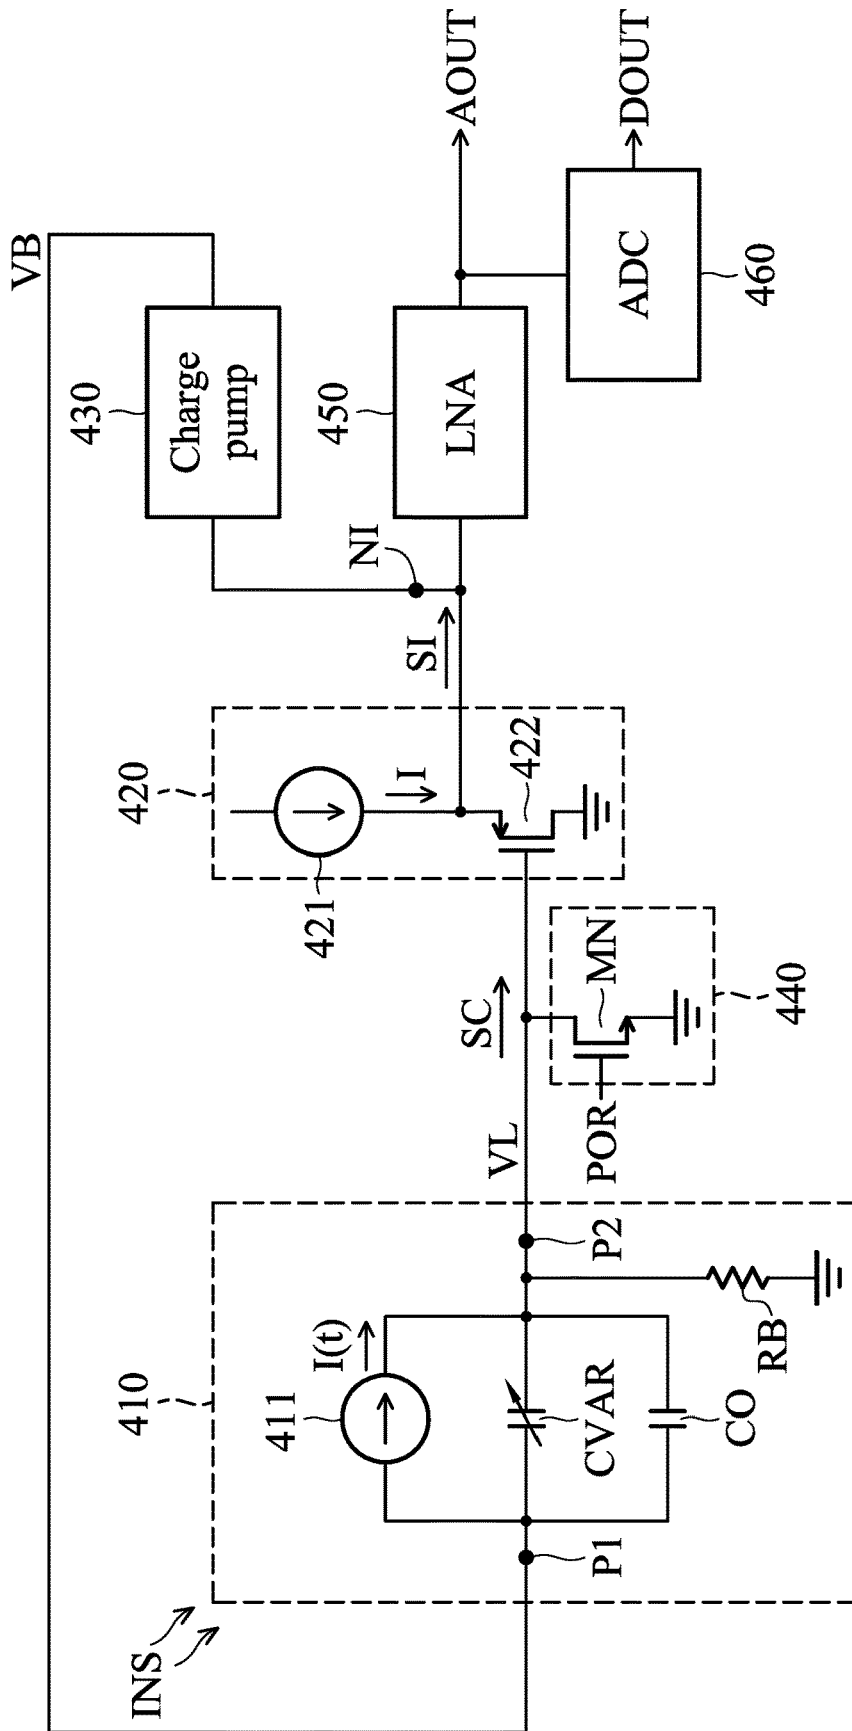 VB
430
Charge
pump
AOUT
420
421
I
NI
450
LNA
SI
422
ADC
460
DOUT
INS
410
411
I(t)
P1
CVAR
CO
P2
RB
VL
SC
POR
MN
440